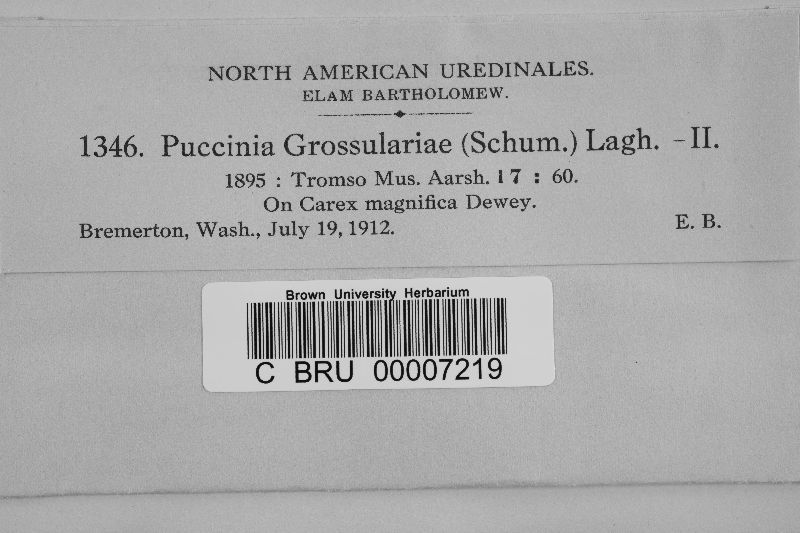 NORTH AMERICAN UREDINALES.
ELAM BARTHOLOMEW.
1346. Puccinia Grossulariae (Schum.) Lagh. -II.
1895 : Tromso Mus. Aarsh. 17 : 60.
On Carex magnifica Dewey.
Bremerton, Wash., July 19, 1912. E. B.
Brown University Herbarium
C BRU 00007219